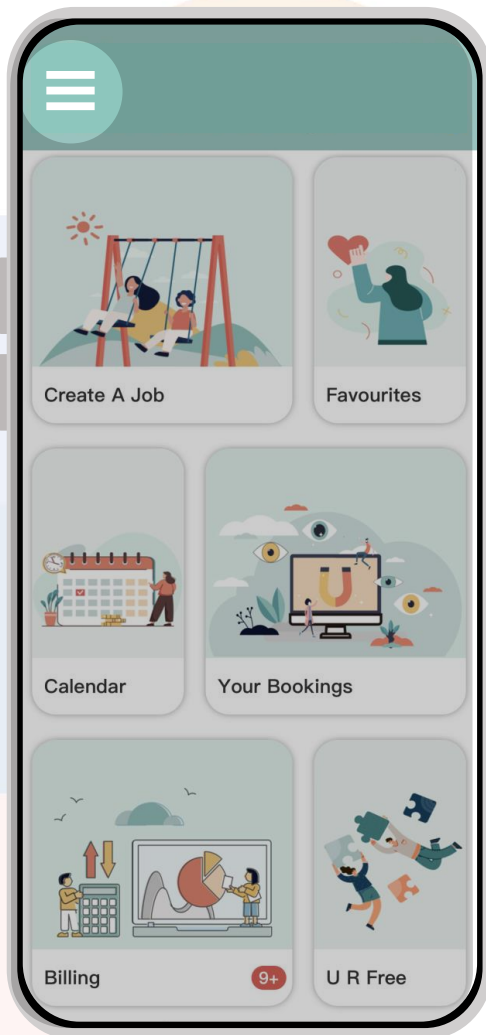 Create A Job
Favourites
Calendar
Your Bookings
Billing
9+
U R Free